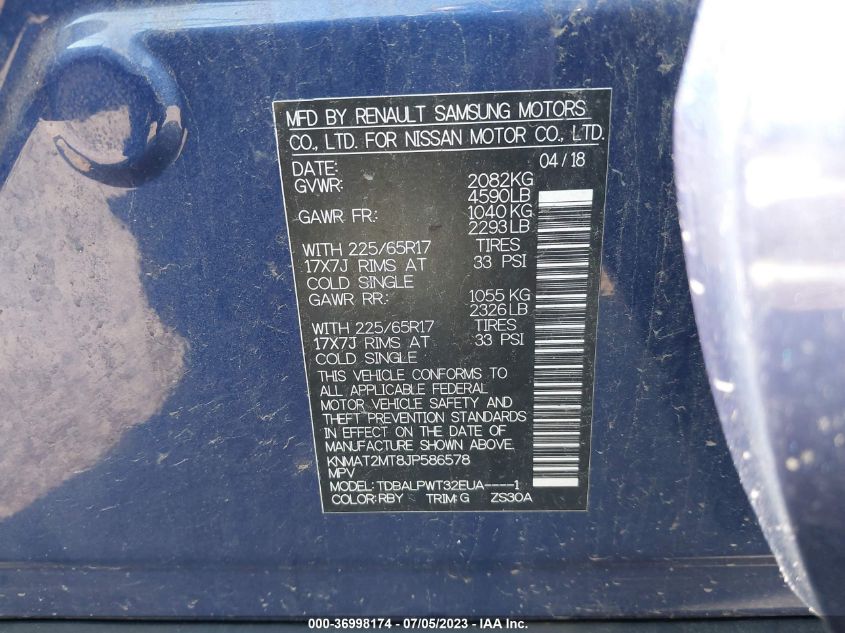 MFD BY RENAULT SAMSUNG MOTORS
CO., LTD. FOR NISSAN MOTOR CO., LTD.
DATE: 04/18
GVWR: 2082KG
4590LB
GAWR FR: 1040KG
2293LB
WITH 225/65R17 TIRES
17X7J RIMS AT 33 PSI
COLD SINGLE
GAWR RR: 1055KG
2326LB
WITH 225/65R17 TIRES
17X7J RIMS AT 33 PSI
COLD SINGLE
THIS VEHICLE CONFORMS TO
ALL APPLICABLE FEDERAL
MOTOR VEHICLE SAFETY AND
THEFT PREVENTION STANDARDS
IN EFFECT ON THE DATE OF
MANUFACTURE SHOWN ABOVE.
KNMAT2MT8JP586578
MPV
MODEL:TDBALPWT32EUA----1
COLOR:RBY TRIM:G ZS30A
000-36998174 - 07/05/2023 - IAA Inc.